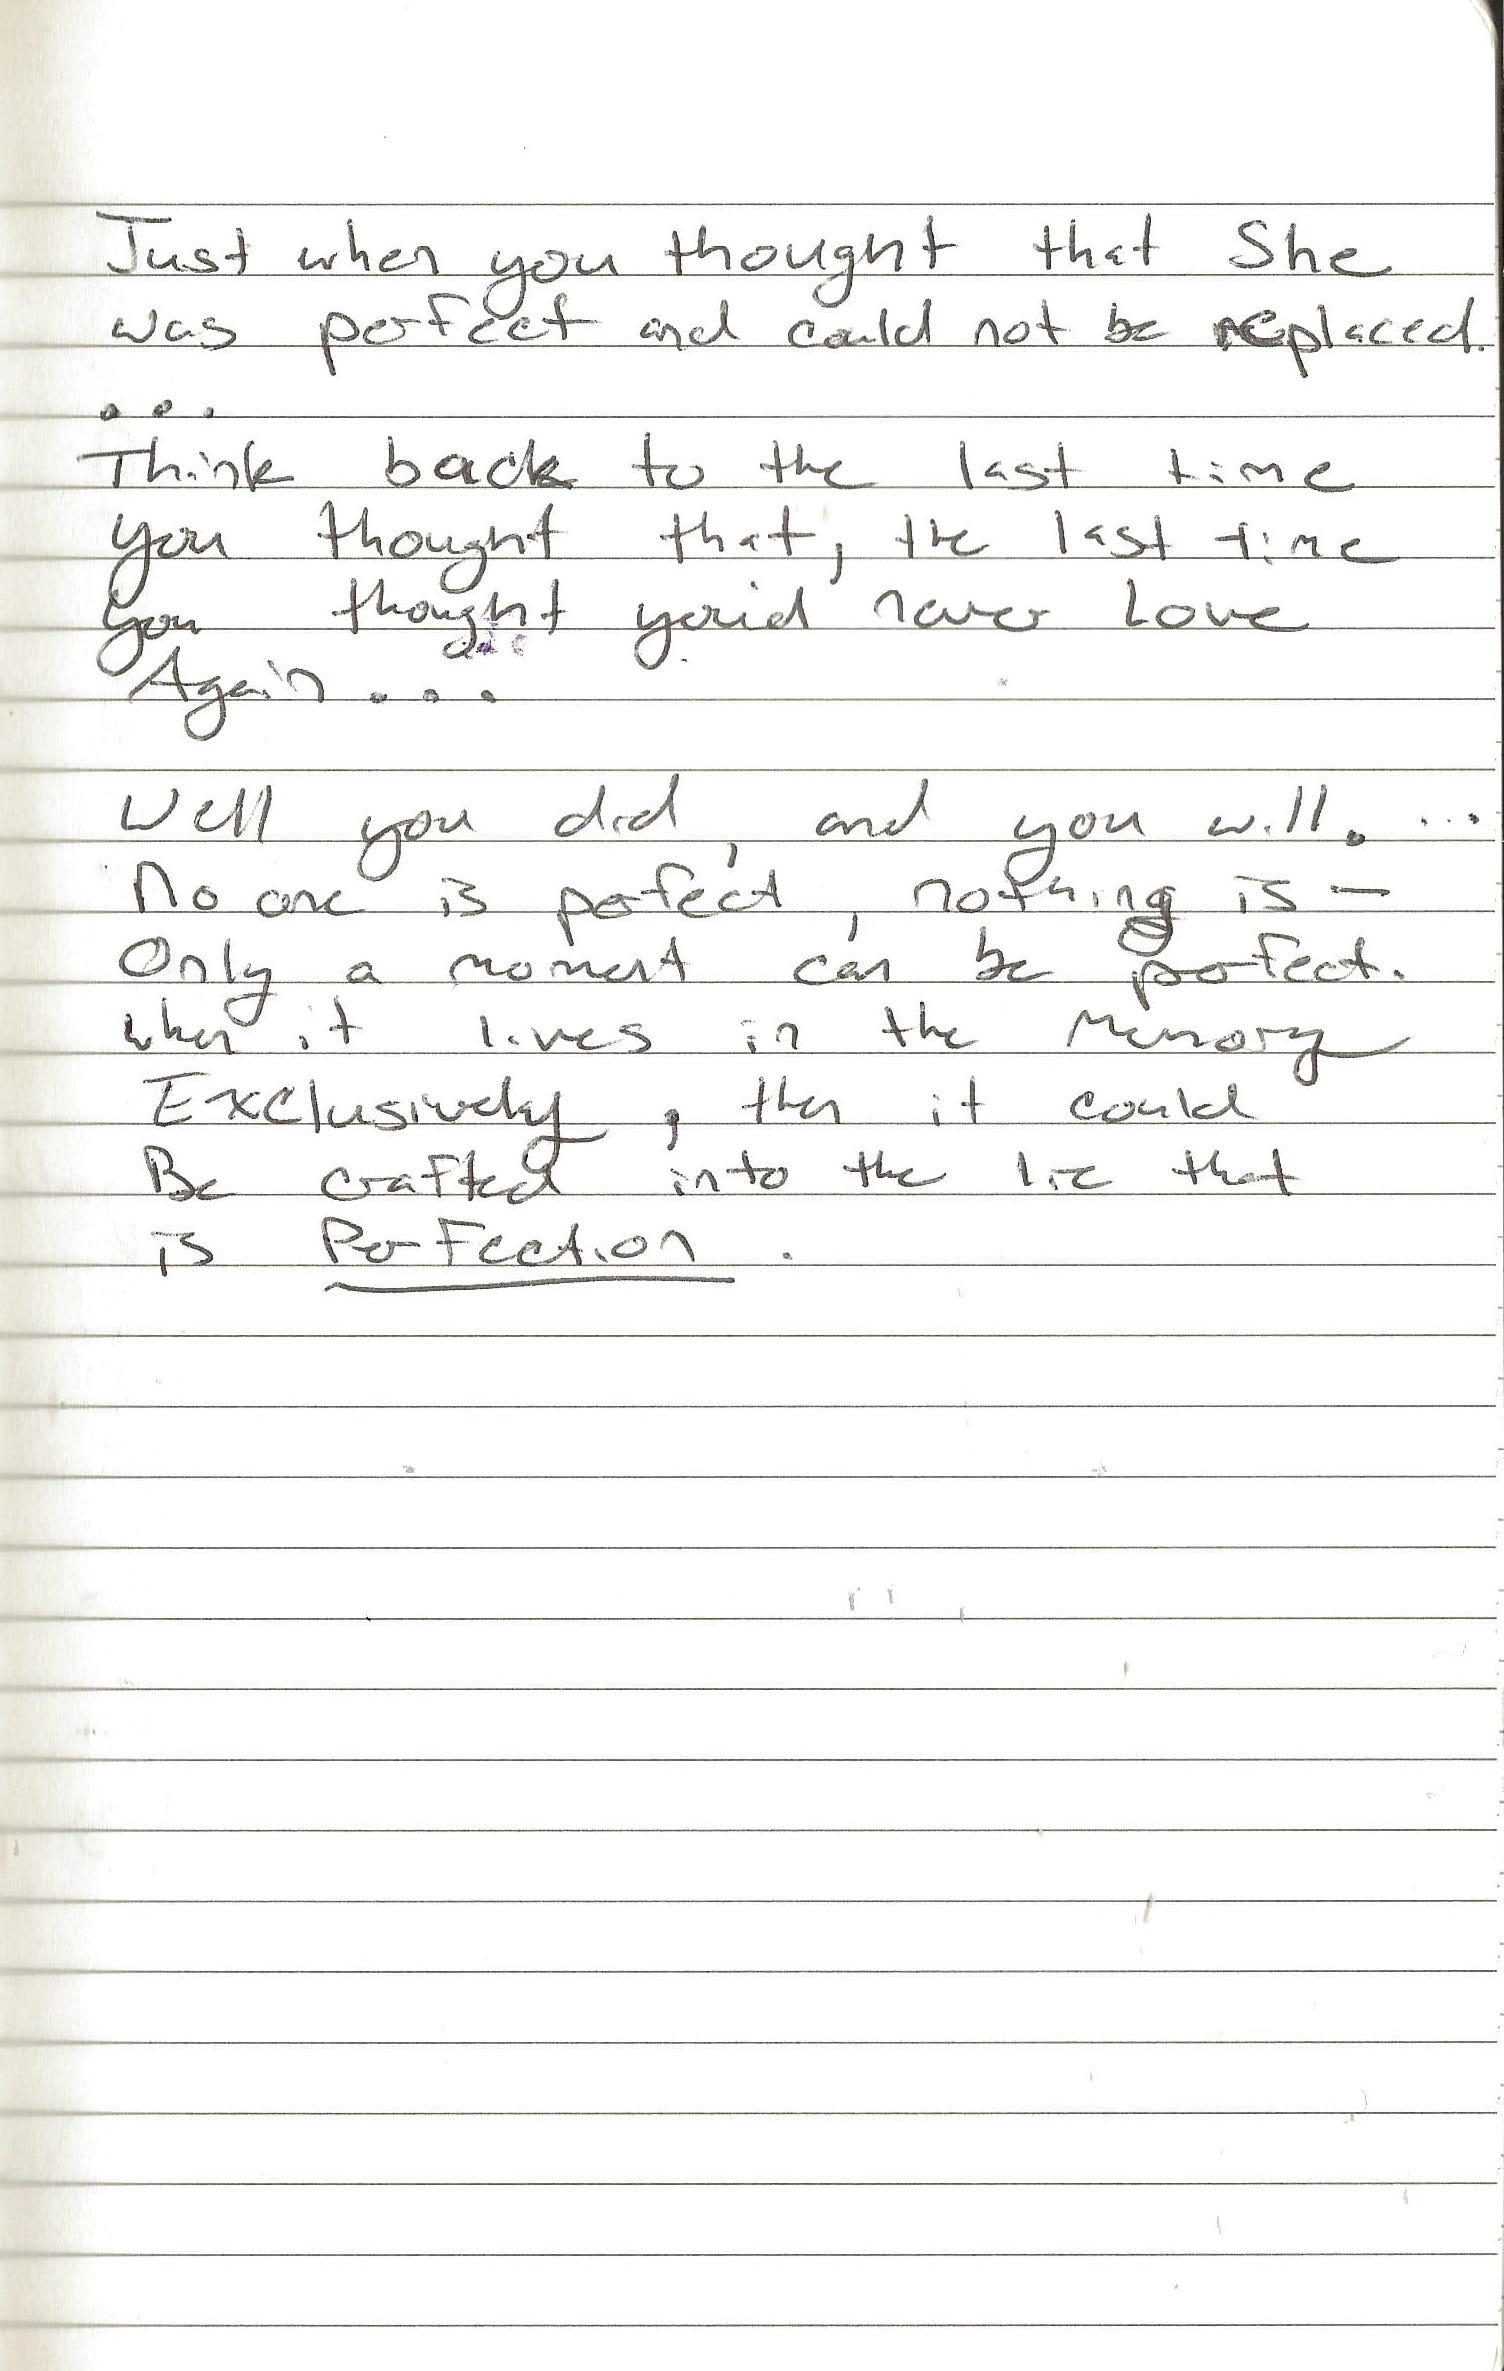 Just when you thought that She
was perfect and could not be replaced.
...
Think back to the last time
you thought that, the last time
you thought you'd never Love
Again...
Well you did, and you will. ...
No one is perfect, nothing is –
Only a moment can be perfect.
when it lives in the Memory
Exclusively, then it could
Be crafted into the lie that
is Perfection.